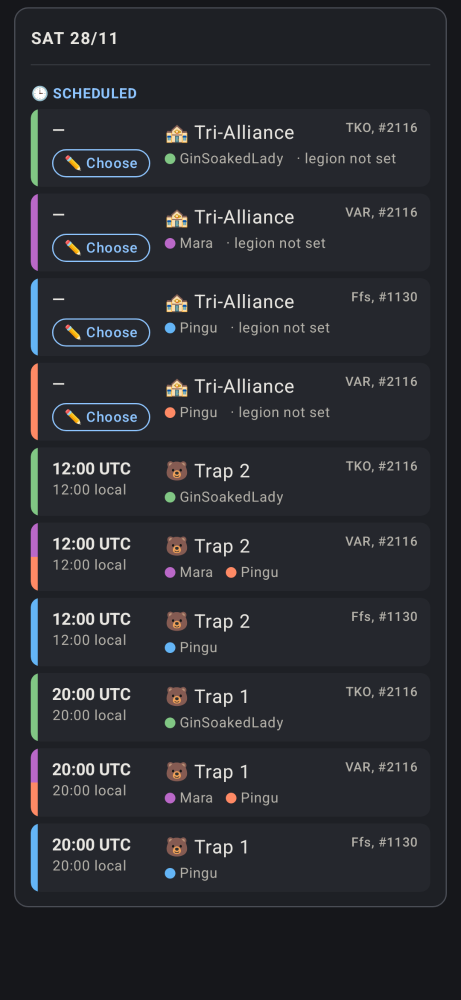 SAT 28/11
🕒 SCHEDULED
— 🏫 Tri-Alliance TKO, #2116
✏️ Choose GinSoakedLady · legion not set
— 🏫 Tri-Alliance VAR, #2116
✏️ Choose Mara · legion not set
— 🏫 Tri-Alliance Ffs, #1130
✏️ Choose Pingu · legion not set
— 🏫 Tri-Alliance VAR, #2116
✏️ Choose Pingu · legion not set
12:00 UTC 🐻 Trap 2 TKO, #2116
12:00 local GinSoakedLady
12:00 UTC 🐻 Trap 2 VAR, #2116
12:00 local Mara Pingu
12:00 UTC 🐻 Trap 2 Ffs, #1130
12:00 local Pingu
20:00 UTC 🐻 Trap 1 TKO, #2116
20:00 local GinSoakedLady
20:00 UTC 🐻 Trap 1 VAR, #2116
20:00 local Mara Pingu
20:00 UTC 🐻 Trap 1 Ffs, #1130
20:00 local Pingu